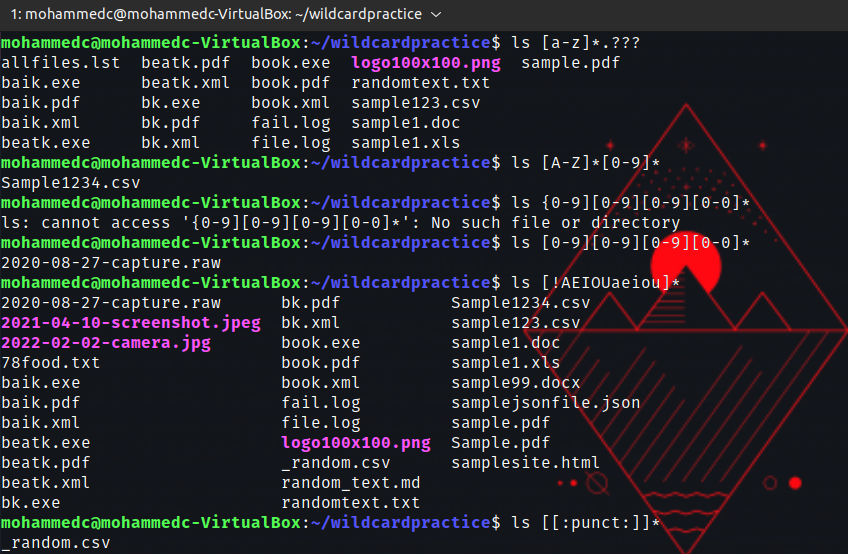 1: mohammedc@mohammedc-VirtualBox: ~/wildcardpractice
mohammedc@mohammedc-VirtualBox:~/wildcardpractice$ ls [a-z]*.???
allfiles.lst  beatk.pdf  book.exe  logo100x100.png  sample.pdf
baik.exe      beatk.xml  book.pdf  randomtext.txt
baik.pdf      bk.exe     book.xml  sample123.csv
baik.xml      bk.pdf     fail.log  sample1.doc
beatk.exe     bk.xml     file.log  sample1.xls
mohammedc@mohammedc-VirtualBox:~/wildcardpractice$ ls [A-Z]*[0-9]*
Sample1234.csv
mohammedc@mohammedc-VirtualBox:~/wildcardpractice$ ls {0-9][0-9][0-9][0-0]*
ls: cannot access '{0-9][0-9][0-9][0-0]*': No such file or directory
mohammedc@mohammedc-VirtualBox:~/wildcardpractice$ ls [0-9][0-9][0-9][0-0]*
2020-08-27-capture.raw
mohammedc@mohammedc-VirtualBox:~/wildcardpractice$ ls [!AEIOUaeiou]*
2020-08-27-capture.raw      bk.pdf           Sample1234.csv
2021-04-10-screenshot.jpeg  bk.xml           sample123.csv
2022-02-02-camera.jpg       book.exe         sample1.doc
78food.txt                  book.pdf         sample1.xls
baik.exe                    book.xml         sample99.docx
baik.pdf                    fail.log         samplejsonfile.json
baik.xml                    file.log         sample.pdf
beatk.exe                   logo100x100.png  Sample.pdf
beatk.pdf                   _random.csv      samplesite.html
beatk.xml                   random_text.md
bk.exe                      randomtext.txt
mohammedc@mohammedc-VirtualBox:~/wildcardpractice$ ls [[:punct:]]*
_random.csv